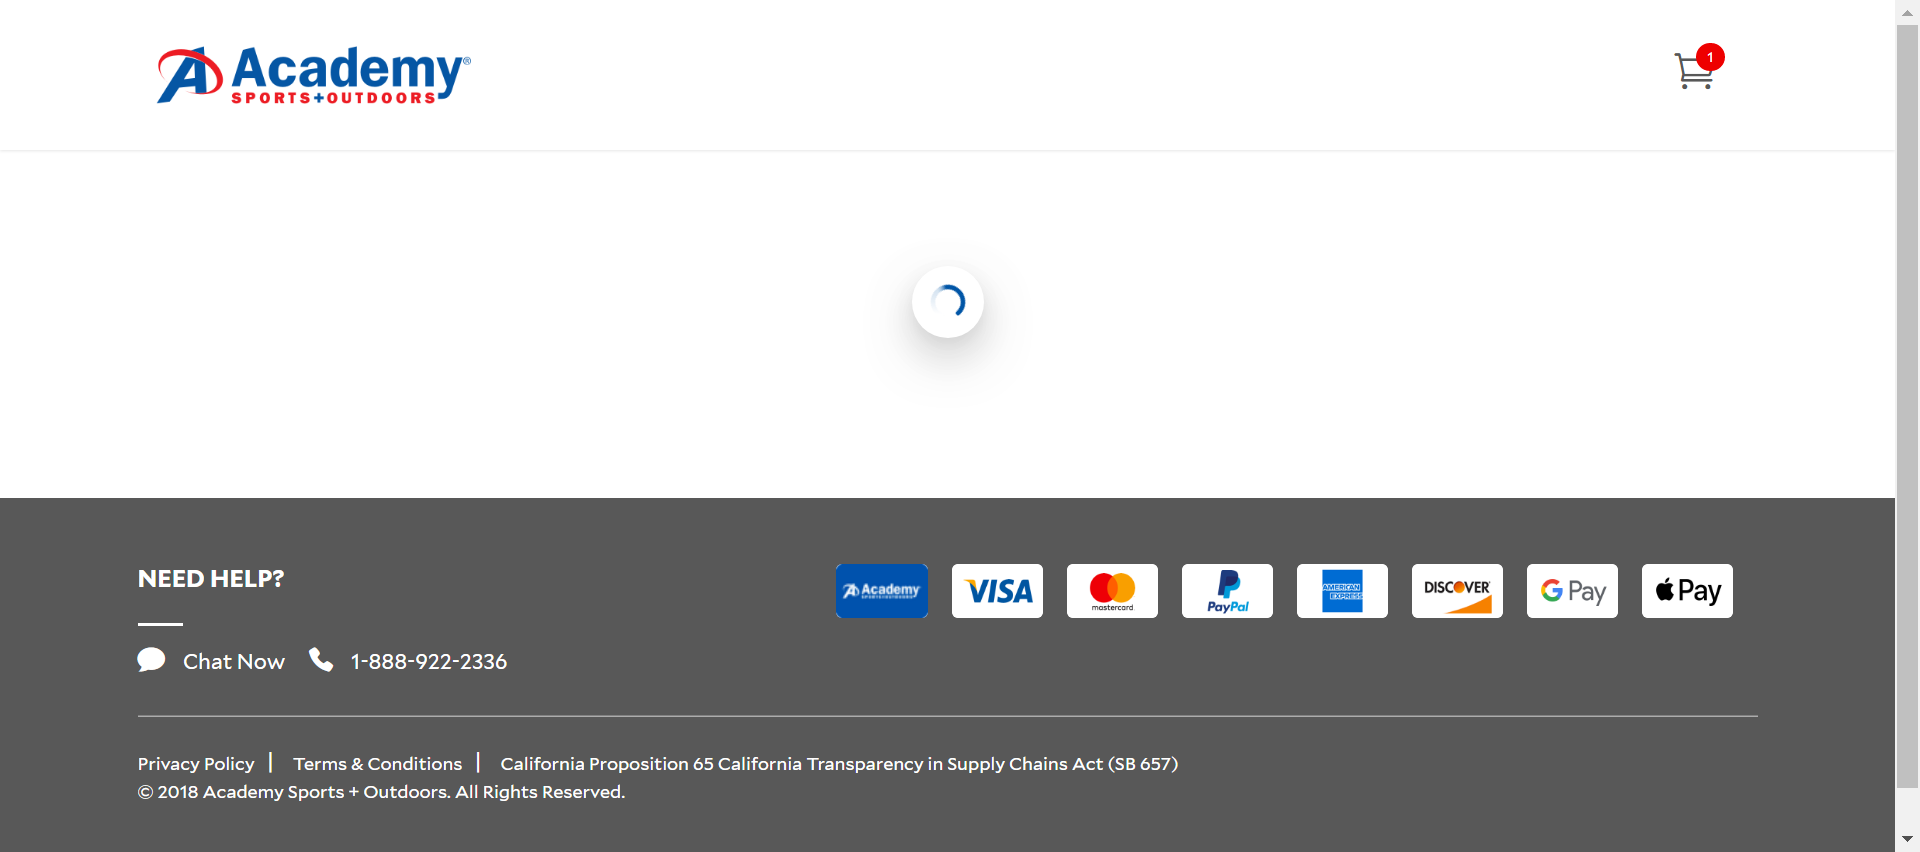 Academy®
SPORTS+OUTDOORS
1
NEED HELP?
Academy
SPORTS+OUTDOORS
VISA
mastercard
PayPal
AMERICAN
EXPRESS
DISCOVER
G Pay
Pay
Chat Now
1-888-922-2336
Privacy Policy | Terms & Conditions | California Proposition 65 California Transparency in Supply Chains Act (SB 657)
© 2018 Academy Sports + Outdoors. All Rights Reserved.